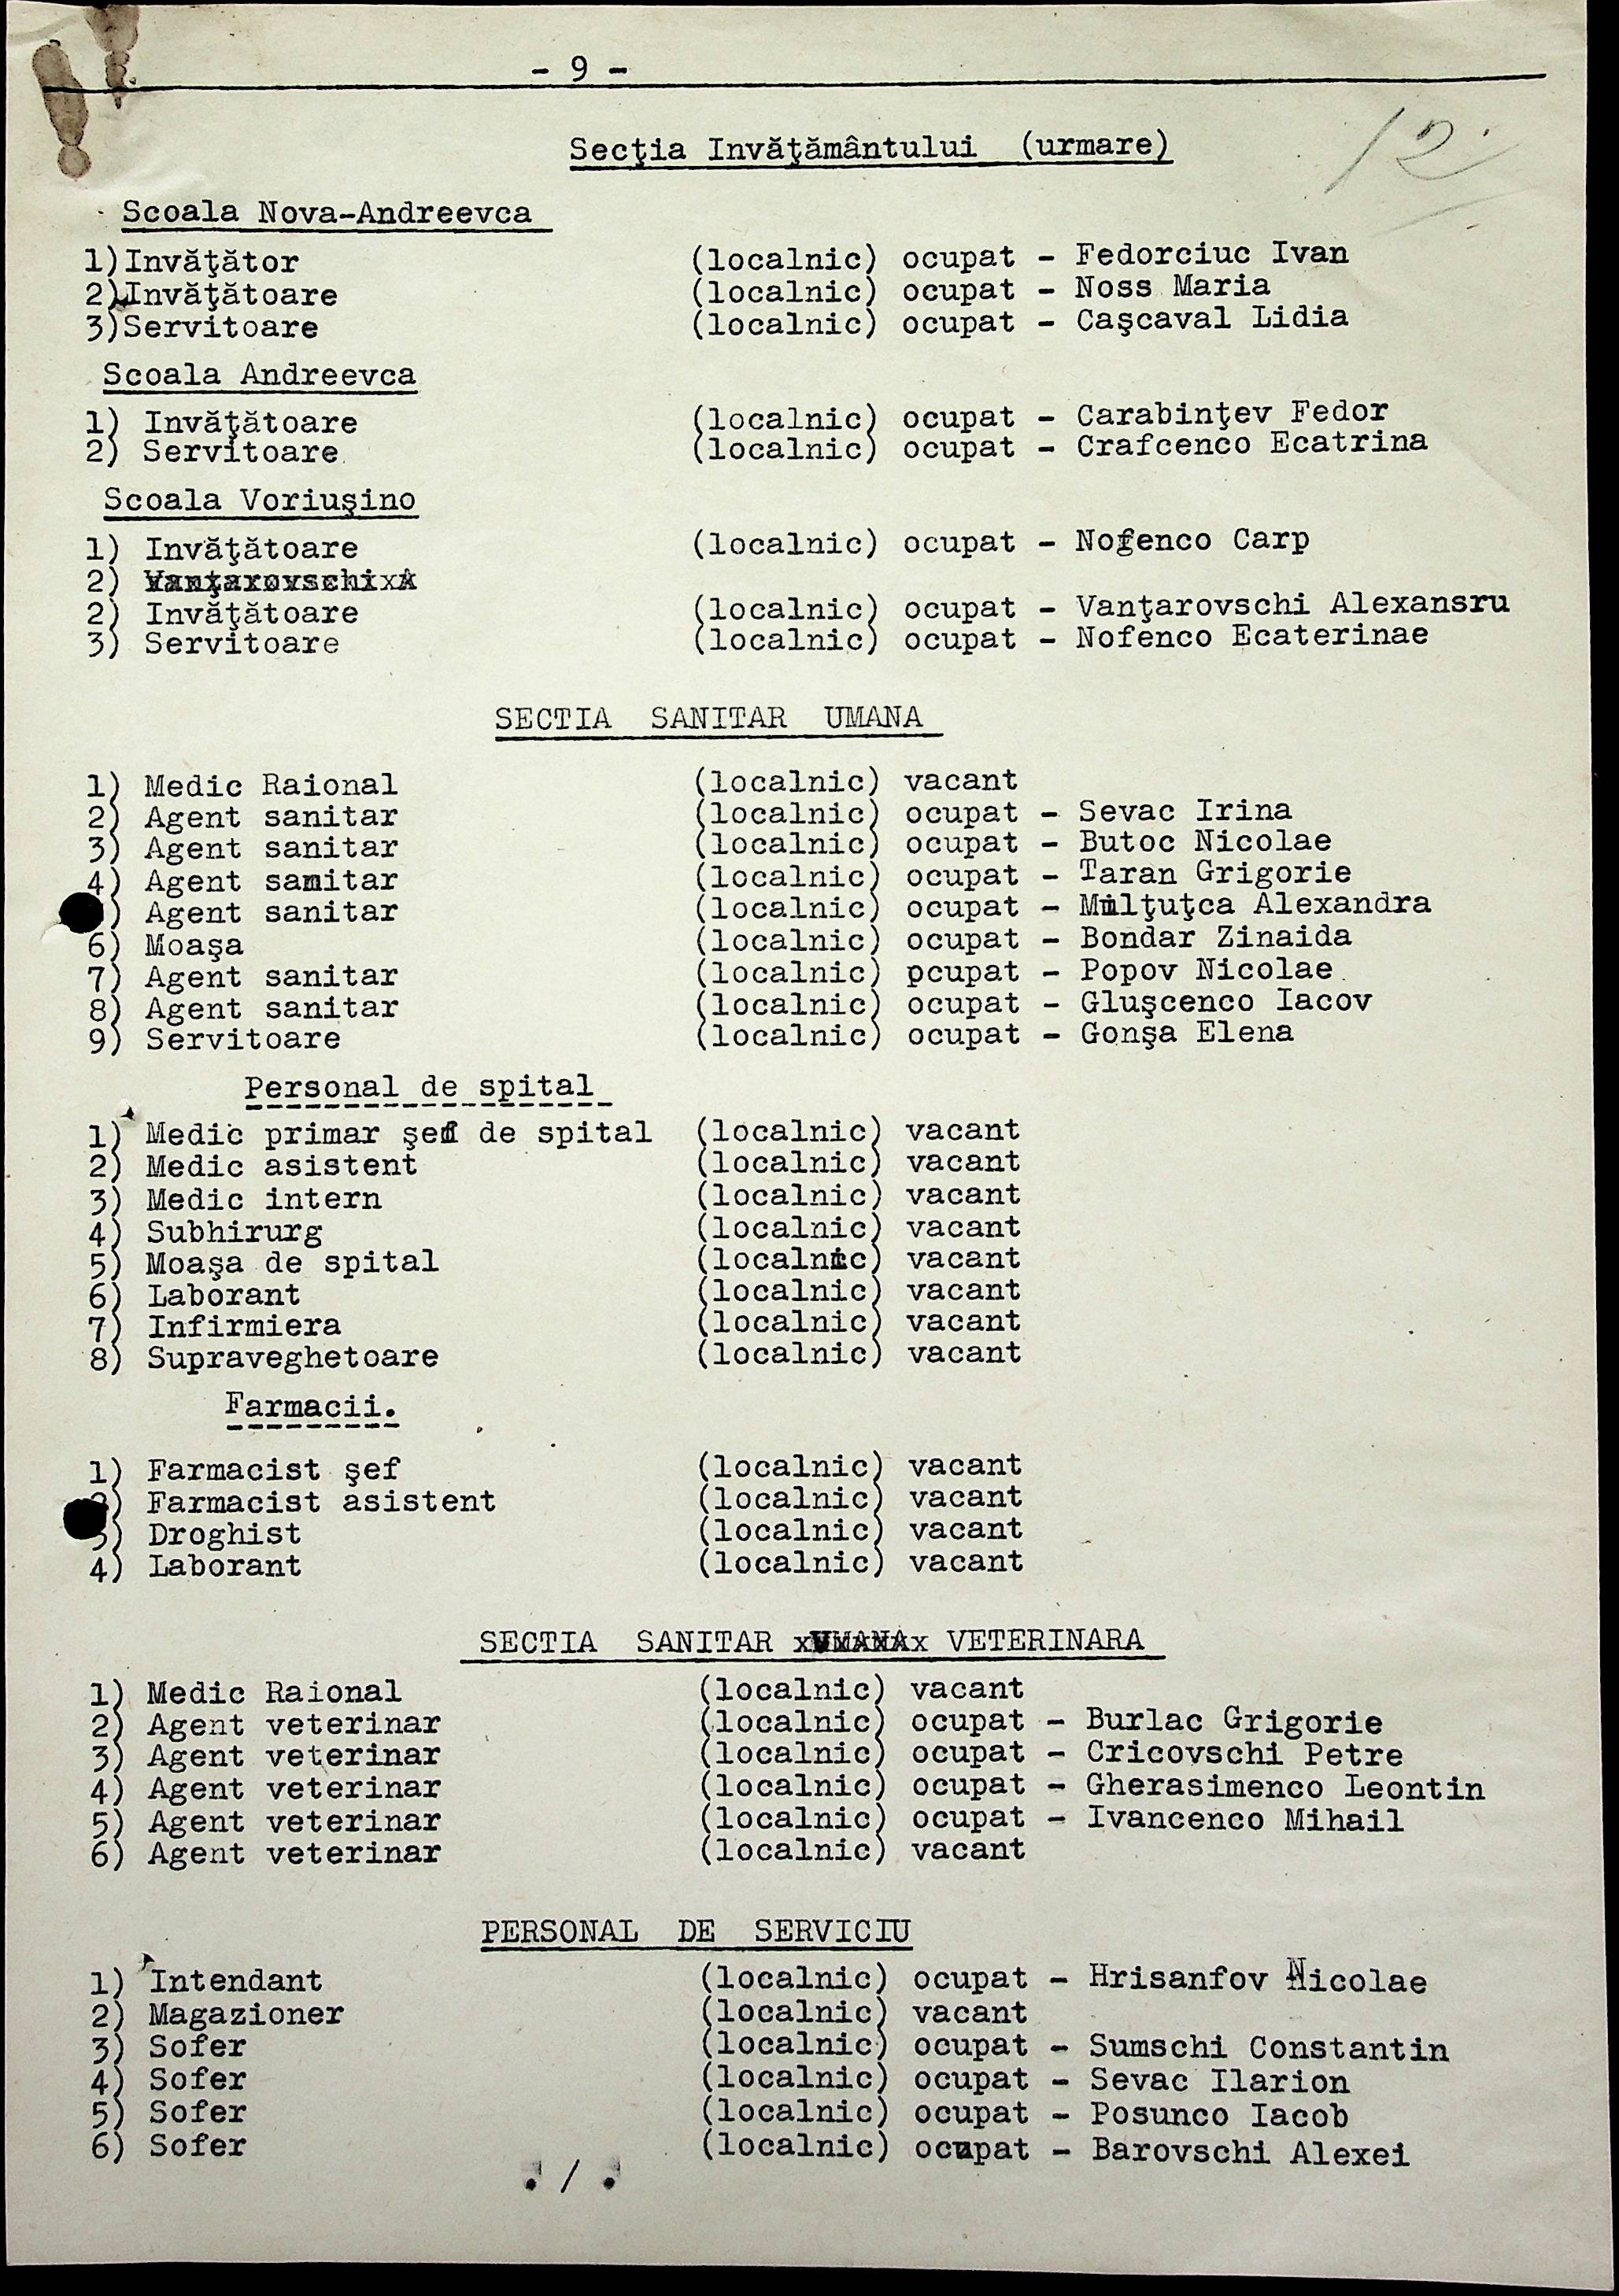 - 9 -
12
Secţia Invăţământului (urmare)
Scoala Nova-Andreevca
1)Invăţător (localnic) ocupat - Fedorciuc Ivan
2)Invăţătoare (localnic) ocupat - Noss Maria
3)Servitoare (localnic) ocupat - Caşcaval Lidia
Scoala Andreevca
1) Invăţătoare (localnic) ocupat - Carabinţev Fedor
2) Servitoare (localnic) ocupat - Crafcenco Ecatrina
Scoala Voriuşino
1) Invăţătoare (localnic) ocupat - Nofenco Carp
2) Vanţarovschi A
2) Invăţătoare (localnic) ocupat - Vanţarovschi Alexansru
3) Servitoare (localnic) ocupat - Nofenco Ecaterinae
SECTIA SANITAR UMANA
1) Medic Raional (localnic) vacant
2) Agent sanitar (localnic) ocupat - Sevac Irina
3) Agent sanitar (localnic) ocupat - Butoc Nicolae
4) Agent sanitar (localnic) ocupat - Taran Grigorie
) Agent sanitar (localnic) ocupat - Milţuţca Alexandra
6) Moaşa (localnic) ocupat - Bondar Zinaida
7) Agent sanitar (localnic) pcupat - Popov Nicolae
8) Agent sanitar (localnic) ocupat - Gluşcenco Iacov
9) Servitoare (localnic) ocupat - Gonşa Elena
Personal de spital
1) Medic primar şef de spital (localnic) vacant
2) Medic asistent (localnic) vacant
3) Medic intern (localnic) vacant
4) Subhirurg (localnic) vacant
5) Moaşa de spital (localnic) vacant
6) Laborant (localnic) vacant
7) Infirmiera (localnic) vacant
8) Supraveghetoare (localnic) vacant
Farmacii.
1) Farmacist şef (localnic) vacant
2) Farmacist asistent (localnic) vacant
3) Droghist (localnic) vacant
4) Laborant (localnic) vacant
SECTIA SANITAR UMANA VETERINARA
1) Medic Raional (localnic) vacant
2) Agent veterinar (localnic) ocupat - Burlac Grigorie
3) Agent veterinar (localnic) ocupat - Cricovschi Petre
4) Agent veterinar (localnic) ocupat - Gherasimenco Leontin
5) Agent veterinar (localnic) ocupat - Ivancenco Mihail
6) Agent veterinar (localnic) vacant
PERSONAL DE SERVICIU
1) Intendant (localnic) ocupat - Hrisanfov Nicolae
2) Magazioner (localnic) vacant
3) Sofer (localnic) ocupat - Sumschi Constantin
4) Sofer (localnic) ocupat - Sevac Ilarion
5) Sofer (localnic) ocupat - Posunco Iacob
6) Sofer (localnic) ocupat - Barovschi Alexei
./.